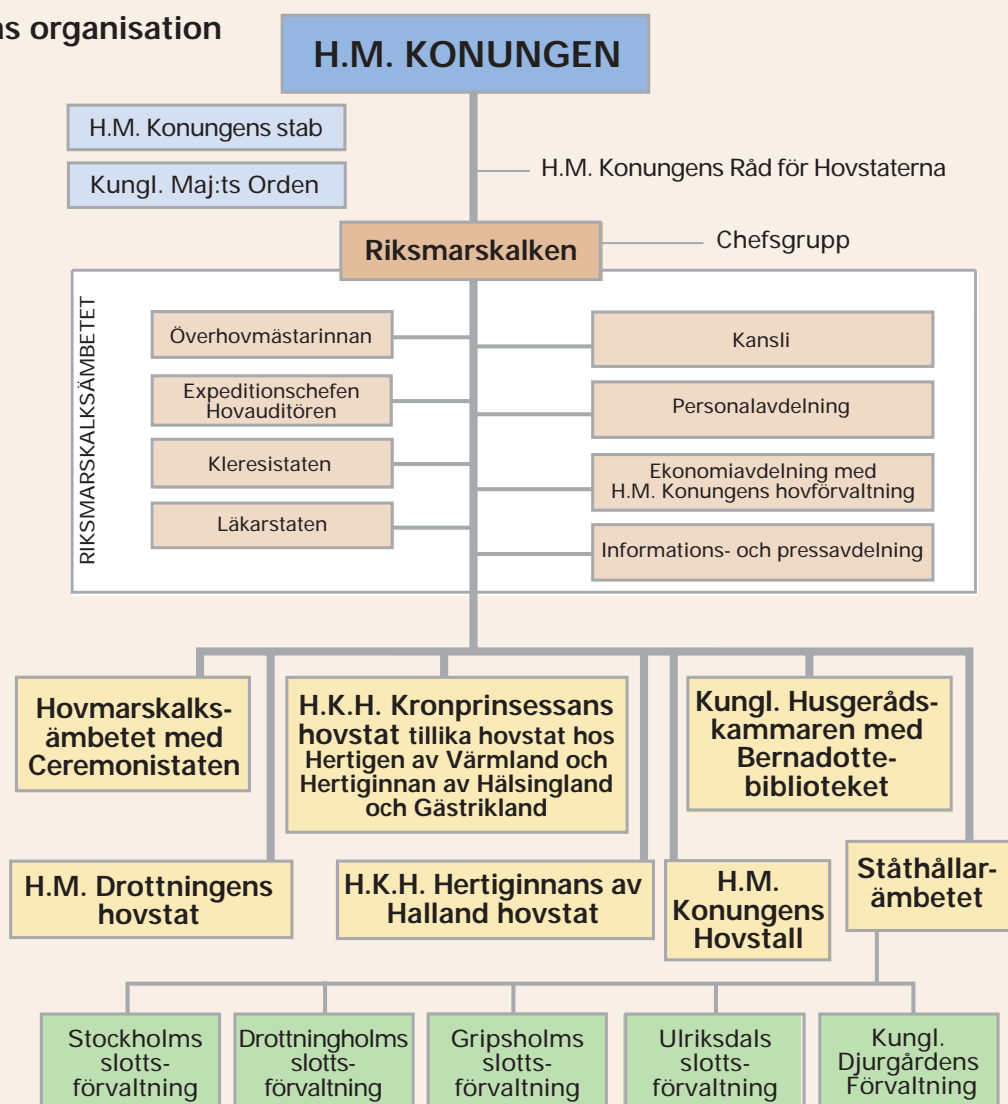 ns organisation
H.M. KONUNGEN
H.M. Konungens stab
Kungl. Maj:ts Orden
H.M. Konungens Råd för Hovstaterna
Riksmarskalken
Chefsgrupp
RIKSMARSKALKSÄMBETET
Överhovmästarinnan
Expeditionschefen
Hovauditören
Kleresistaten
Läkarstaten
Kansli
Personalavdelning
Ekonomiavdelning med
H.M. Konungens hovförvaltning
Informations- och pressavdelning
Hovmarskalks-
ämbetet med
Ceremonistaten
H.K.H. Kronprinsessans
hovstat tillika hovstat hos
Hertigen av Värmland och
Hertiginnan av Hälsingland
och Gästrikland
Kungl. Husgeråds-
kammaren med
Bernadotte-
biblioteket
H.M. Drottningens
hovstat
H.K.H. Hertiginnans av
Halland hovstat
H.M.
Konungens
Hovstall
Ståthållar-
ämbetet
Stockholms
slotts-
förvaltning
Drottningholms
slotts-
förvaltning
Gripsholms
slotts-
förvaltning
Ulriksdals
slotts-
förvaltning
Kungl.
Djurgårdens
Förvaltning